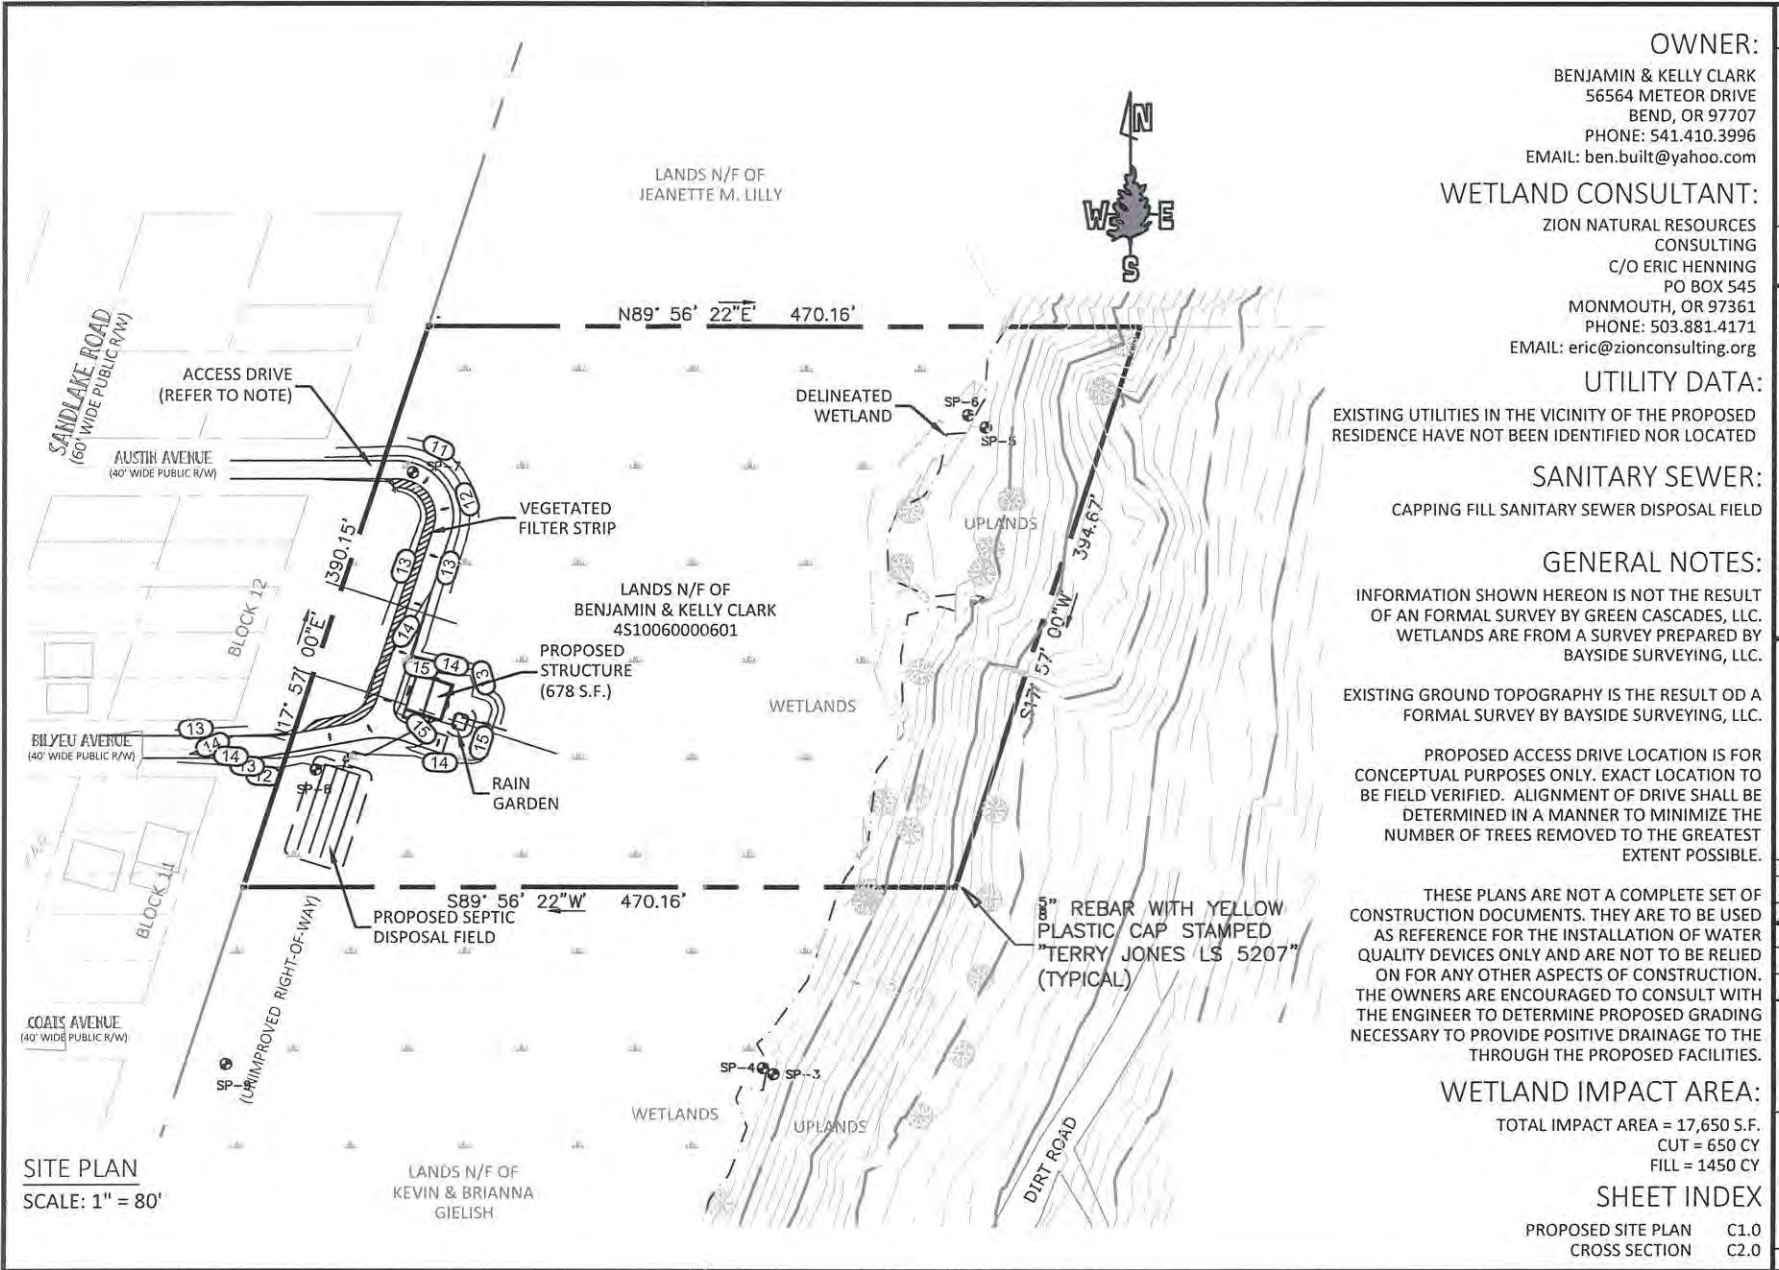 OWNER:
BENJAMIN & KELLY CLARK
56564 METEOR DRIVE
BEND, OR 97707
PHONE: 541.410.3996
EMAIL: ben.built@yahoo.com
WETLAND CONSULTANT:
ZION NATURAL RESOURCES
CONSULTING
C/O ERIC HENNING
PO BOX 545
MONMOUTH, OR 97361
PHONE: 503.881.4171
EMAIL: eric@zionconsulting.org
UTILITY DATA:
EXISTING UTILITIES IN THE VICINITY OF THE PROPOSED
RESIDENCE HAVE NOT BEEN IDENTIFIED NOR LOCATED
SANITARY SEWER:
CAPPING FILL SANITARY SEWER DISPOSAL FIELD
GENERAL NOTES:
INFORMATION SHOWN HEREON IS NOT THE RESULT
OF AN FORMAL SURVEY BY GREEN CASCADES, LLC.
WETLANDS ARE FROM A SURVEY PREPARED BY
BAYSIDE SURVEYING, LLC.
EXISTING GROUND TOPOGRAPHY IS THE RESULT OD A
FORMAL SURVEY BY BAYSIDE SURVEYING, LLC.
PROPOSED ACCESS DRIVE LOCATION IS FOR
CONCEPTUAL PURPOSES ONLY. EXACT LOCATION TO
BE FIELD VERIFIED. ALIGNMENT OF DRIVE SHALL BE
DETERMINED IN A MANNER TO MINIMIZE THE
NUMBER OF TREES REMOVED TO THE GREATEST
EXTENT POSSIBLE.
THESE PLANS ARE NOT A COMPLETE SET OF
CONSTRUCTION DOCUMENTS. THEY ARE TO BE USED
AS REFERENCE FOR THE INSTALLATION OF WATER
QUALITY DEVICES ONLY AND ARE NOT TO BE RELIED
ON FOR ANY OTHER ASPECTS OF CONSTRUCTION.
THE OWNERS ARE ENCOURAGED TO CONSULT WITH
THE ENGINEER TO DETERMINE PROPOSED GRADING
NECESSARY TO PROVIDE POSITIVE DRAINAGE TO THE
THROUGH THE PROPOSED FACILITIES.
WETLAND IMPACT AREA:
TOTAL IMPACT AREA = 17,650 S.F.
CUT = 650 CY
FILL = 1450 CY
SHEET INDEX
PROPOSED SITE PLAN C1.0
CROSS SECTION C2.0
LANDS N/F OF
JEANETTE M. LILLY
N
W E
S
N89° 56' 22"E 470.16'
SANDLAKE ROAD
(60' WIDE PUBLIC R/W)
ACCESS DRIVE
(REFER TO NOTE)
AUSTIN AVENUE
(40' WIDE PUBLIC R/W)
11
12
13
13
14
VEGETATED
FILTER STRIP
DELINEATED
WETLAND
SP-6
SP-5
UPLANDS
394.67'
S17° 57' 00"W
390.15'
17° 57' 00"E
BLOCK 12
LANDS N/F OF
BENJAMIN & KELLY CLARK
4S10060000601
PROPOSED
STRUCTURE
(678 S.F.)
15
14
15
15
14
WETLANDS
13
14
14
13
12
BILYEU AVENUE
(40' WIDE PUBLIC R/W)
RAIN
GARDEN
BLOCK 11
S89° 56' 22"W 470.16'
PROPOSED SEPTIC
DISPOSAL FIELD
5/8" REBAR WITH YELLOW
PLASTIC CAP STAMPED
"TERRY JONES LS 5207"
(TYPICAL)
(UNIMPROVED RIGHT-OF-WAY)
COATS AVENUE
(40' WIDE PUBLIC R/W)
SP-4
SP-3
WETLANDS
UPLANDS
DIRT ROAD
LANDS N/F OF
KEVIN & BRIANNA
GIELISH
SITE PLAN
SCALE: 1" = 80'